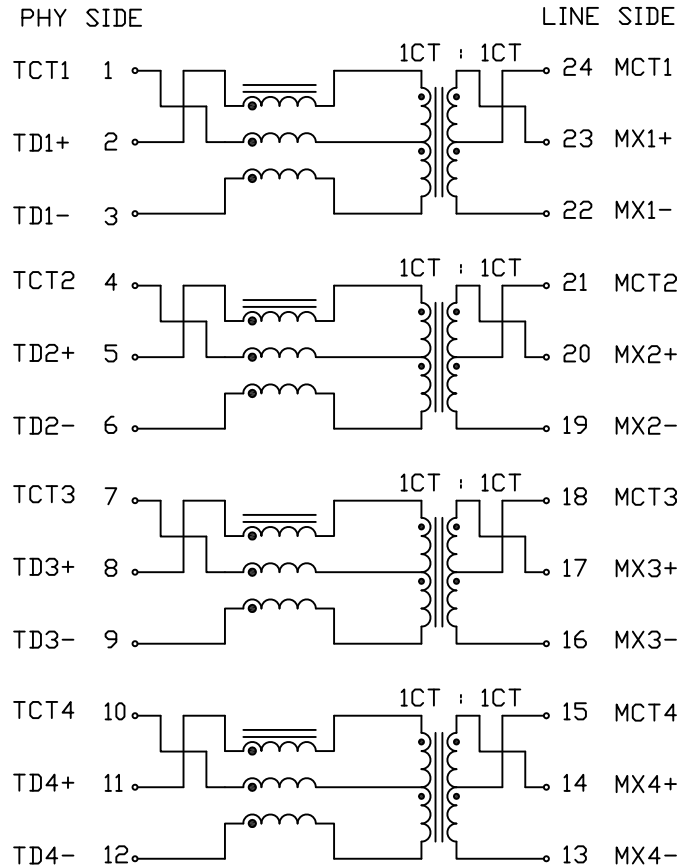 PHY SIDE LINE SIDE
1CT : 1CT
TCT1 1 24 MCT1
TD1+ 2 23 MX1+
TD1- 3 22 MX1-
1CT : 1CT
TCT2 4 21 MCT2
TD2+ 5 20 MX2+
TD2- 6 19 MX2-
1CT : 1CT
TCT3 7 18 MCT3
TD3+ 8 17 MX3+
TD3- 9 16 MX3-
1CT : 1CT
TCT4 10 15 MCT4
TD4+ 11 14 MX4+
TD4- 12 13 MX4-